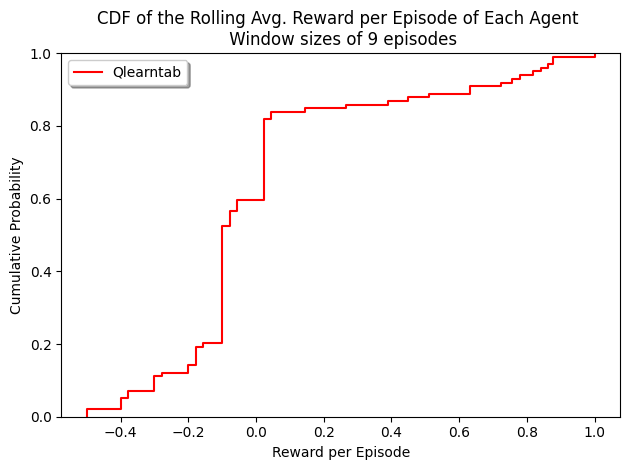 CDF of the Rolling Avg. Reward per Episode of Each Agent
Window sizes of 9 episodes
Qlearntab
1.0
0.8
0.6
0.4
0.2
0.0
Cumulative Probability
−0.4 −0.2 0.0 0.2 0.4 0.6 0.8 1.0
Reward per Episode